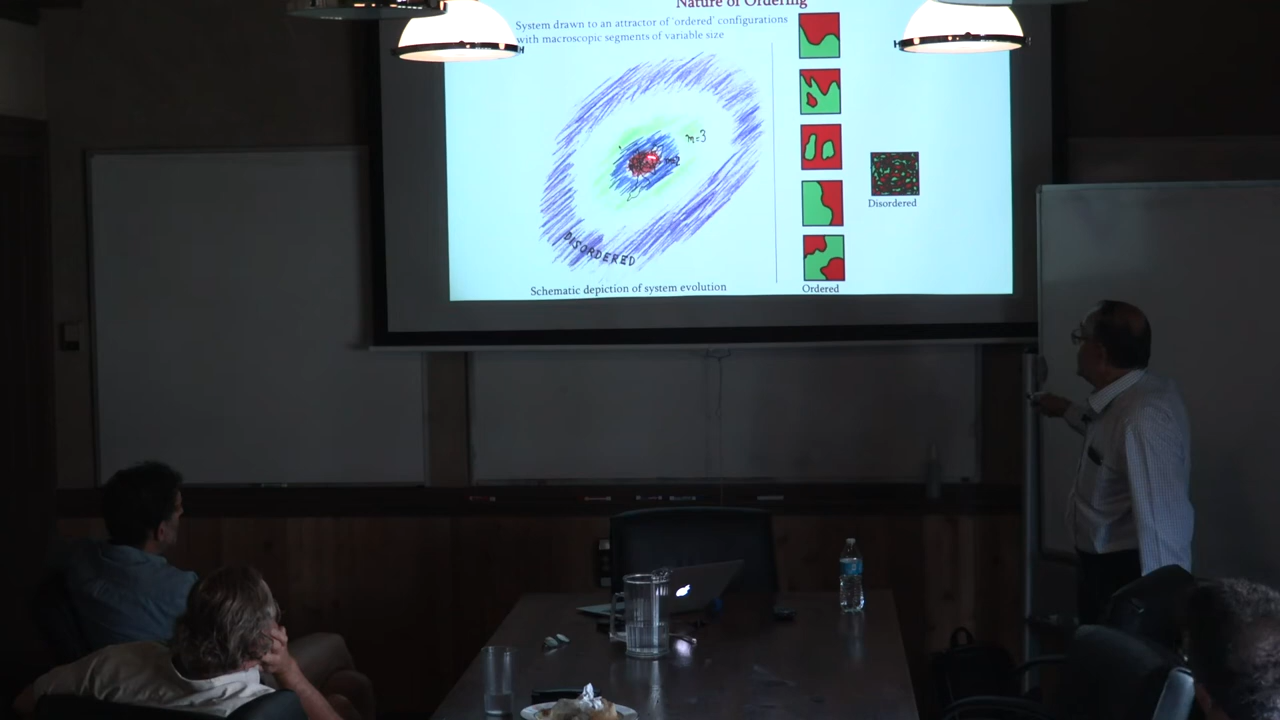 Nature of Ordering
System drawn to an attractor of 'ordered' configurations
with macroscopic segments of variable size
m=3
m=2
DISORDERED
Disordered
Ordered
Schematic depiction of system evolution